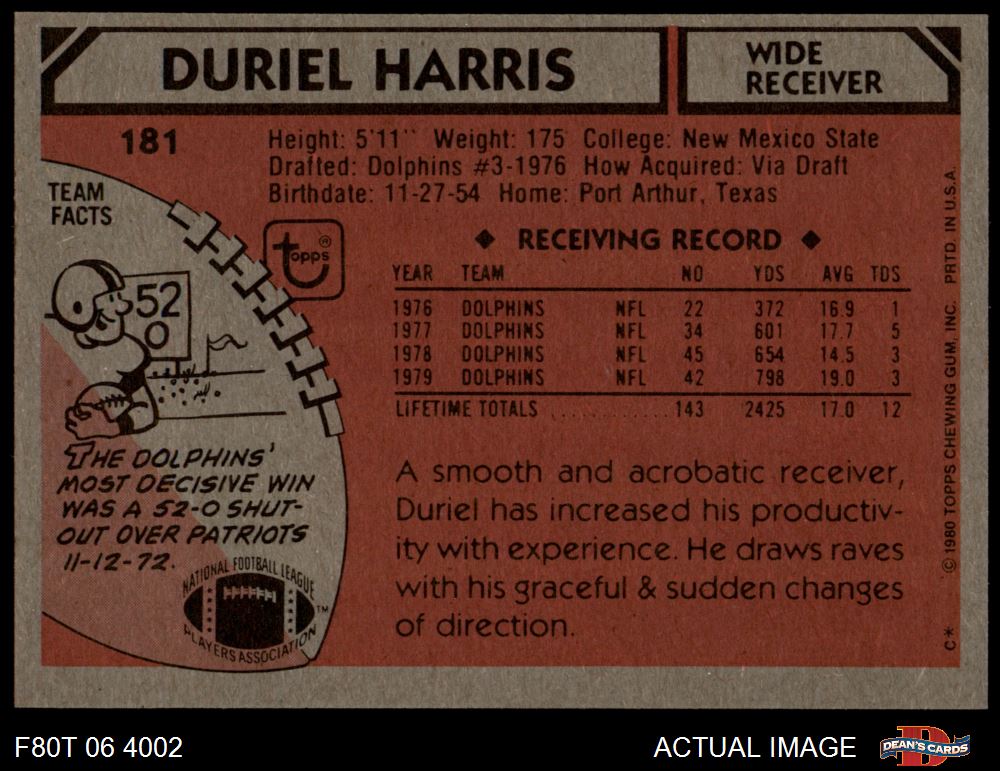 DURIEL HARRIS
WIDE
RECEIVER
181
Height: 5'11" Weight: 175 College: New Mexico State
Drafted: Dolphins #3-1976 How Acquired: Via Draft
Birthdate: 11-27-54 Home: Port Arthur, Texas
TEAM
FACTS
topps ®
52
0
◆ RECEIVING RECORD ◆
YEAR TEAM NO YDS AVG TDS
1976 DOLPHINS NFL 22 372 16.9 1
1977 DOLPHINS NFL 34 601 17.7 5
1978 DOLPHINS NFL 45 654 14.5 3
1979 DOLPHINS NFL 42 798 19.0 3
LIFETIME TOTALS ............ 143 2425 17.0 12
THE DOLPHINS'
MOST DECISIVE WIN
WAS A 52-0 SHUT-
OUT OVER PATRIOTS
11-12-72.
NATIONAL FOOTBALL LEAGUE
PLAYERS ASSOCIATION
™
A smooth and acrobatic receiver,
Duriel has increased his productiv-
ity with experience. He draws raves
with his graceful & sudden changes
of direction.
C* © 1980 TOPPS CHEWING GUM, INC. PRTD. IN U.S.A.
F80T 06 4002
ACTUAL IMAGE
DEAN'S CARDS